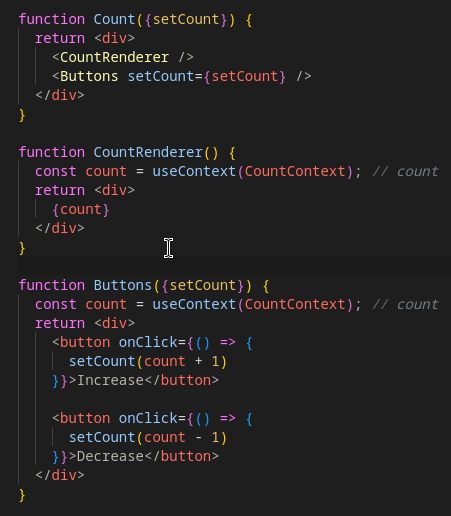 function Count({setCount}) {
  return <div>
    <CountRenderer />
    <Buttons setCount={setCount} />
  </div>
}

function CountRenderer() {
  const count = useContext(CountContext); // count
  return <div>
    {count}
  </div>
}

function Buttons({setCount}) {
  const count = useContext(CountContext); // count
  return <div>
    <button onClick={() => {
      setCount(count + 1)
    }}>Increase</button>

    <button onClick={() => {
      setCount(count - 1)
    }}>Decrease</button>
  </div>
}